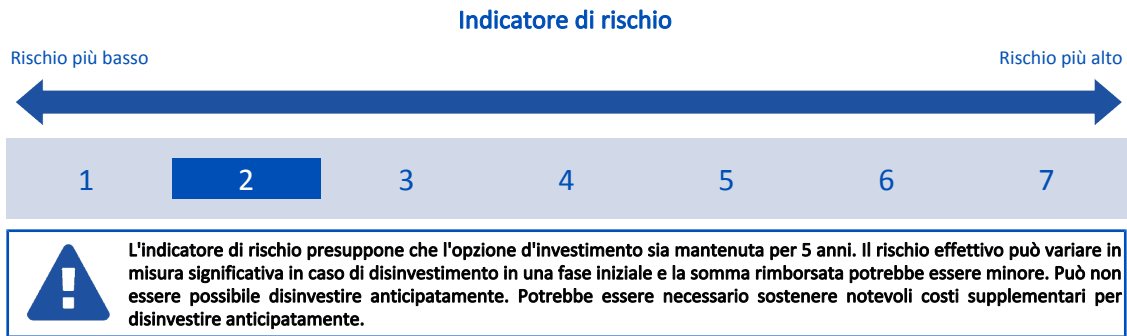 Indicatore di rischio
Rischio più basso
Rischio più alto
1 2 3 4 5 6 7
L'indicatore di rischio presuppone che l'opzione d'investimento sia mantenuta per 5 anni. Il rischio effettivo può variare in
misura significativa in caso di disinvestimento in una fase iniziale e la somma rimborsata potrebbe essere minore. Può non
essere possibile disinvestire anticipatamente. Potrebbe essere necessario sostenere notevoli costi supplementari per
disinvestire anticipatamente.